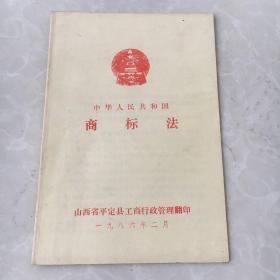 中华人民共和国
商标法
山西省平定县工商行政管理翻印
一九八六年二月